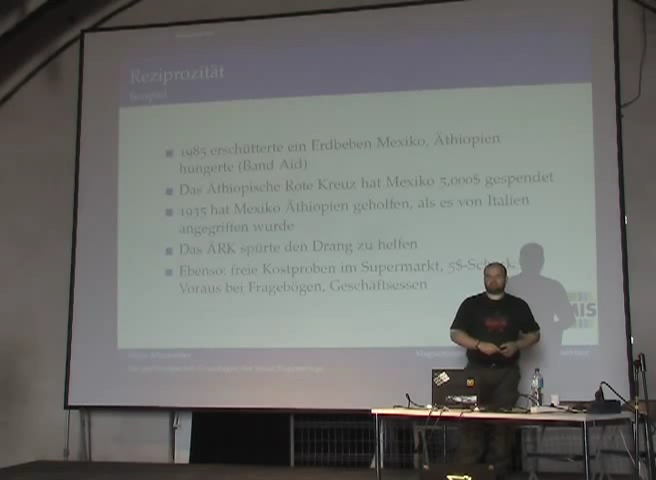 Reziprozität
Beispiel
1985 erschütterte ein Erdbeben Mexiko, Äthiopien
hungerte (Band Aid)
Das Äthiopische Rote Kreuz hat Mexiko 5,000$ gespendet
1935 hat Mexiko Äthiopien geholfen, als es von Italien
angegriffen wurde
Das ÄRK spürte den Drang zu helfen
Ebenso: freie Kostproben im Supermarkt, 5$-Scheck
Voraus bei Fragebögen, Geschäftsessen
MIS